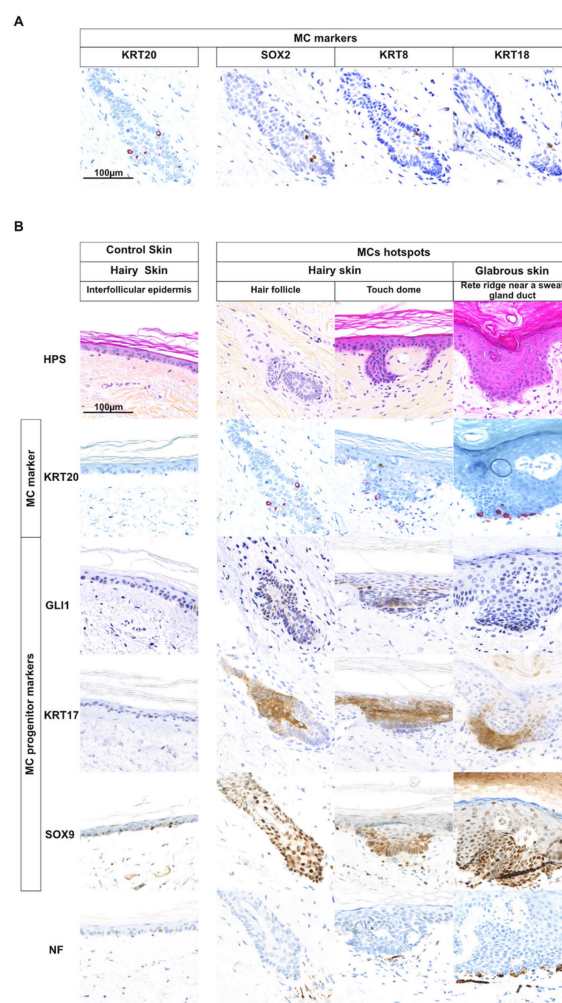 A
MC markers
KRT20 SOX2 KRT8 KRT18
100μm
B
Control Skin MCs hotspots
Hairy Skin Hairy skin Glabrous skin
Interfollicular epidermis Hair follicle Touch dome Rete ridge near a sweat
gland duct
HPS
100μm
MC marker
KRT20
MC progenitor markers
GLI1
KRT17
SOX9
NF